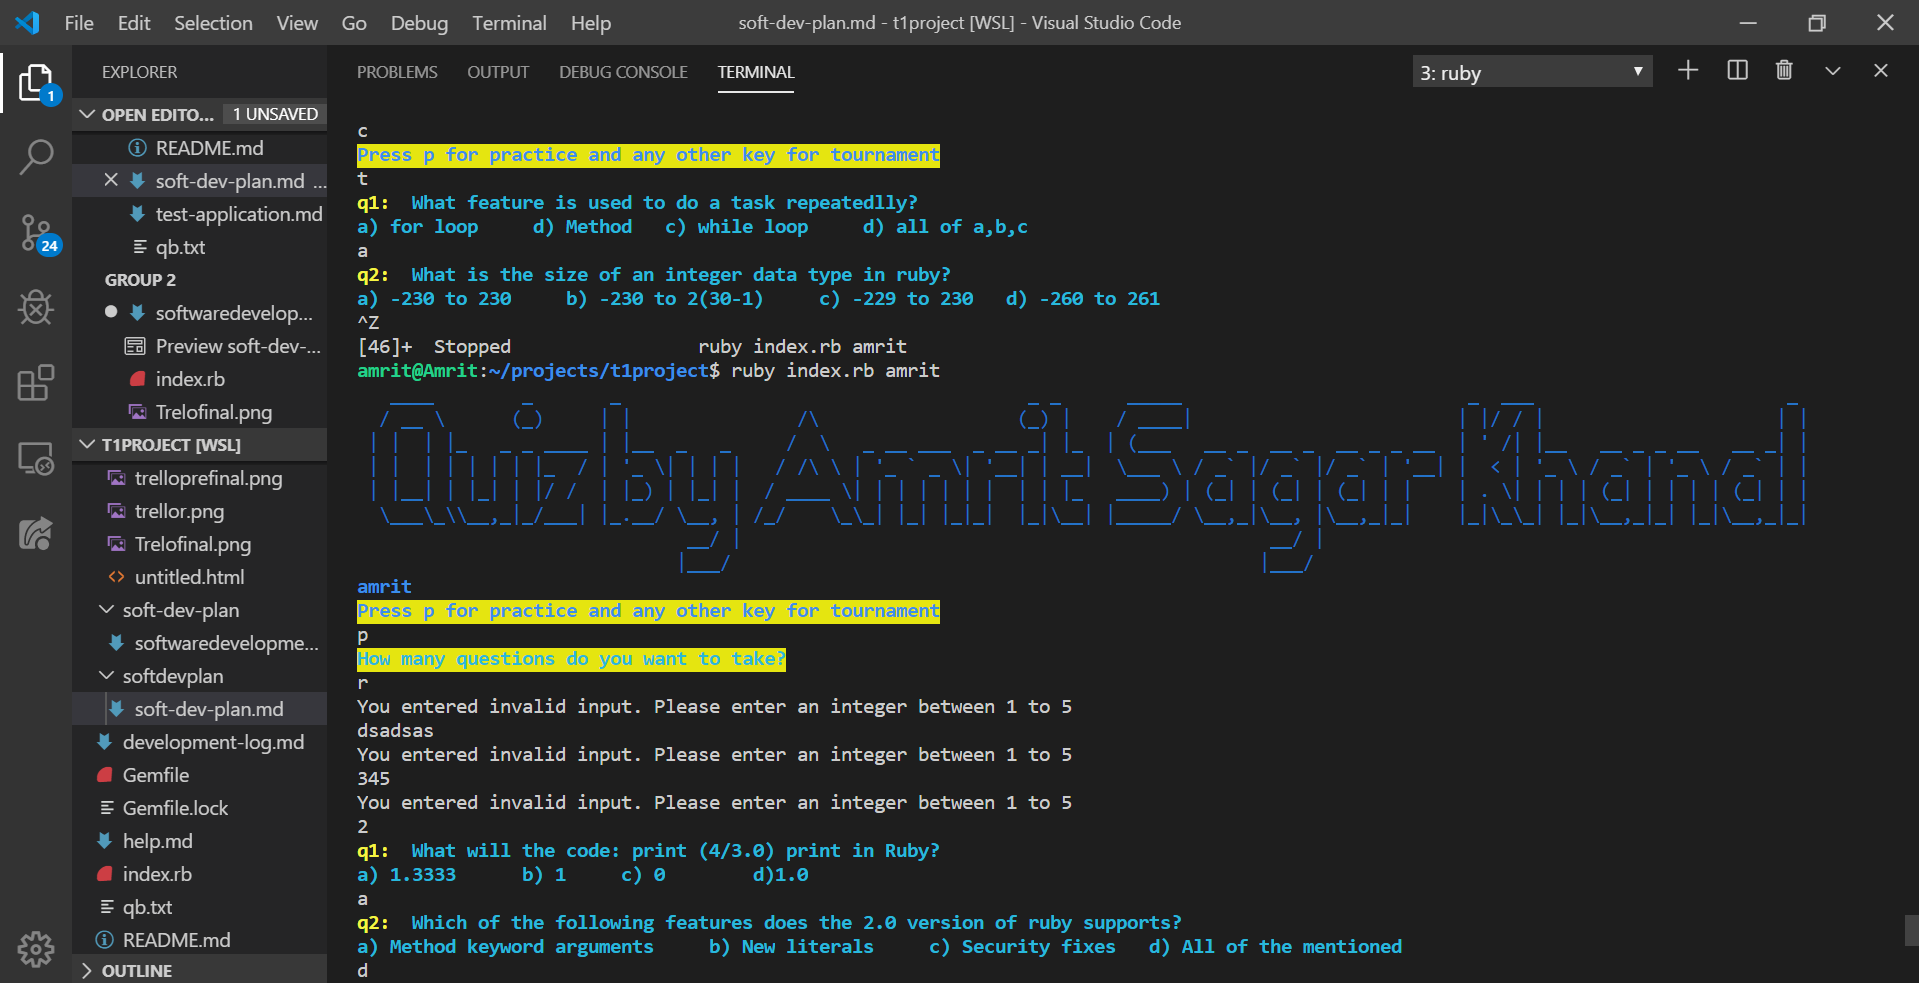 File Edit Selection View Go Debug Terminal Help
soft-dev-plan.md - t1project [WSL] - Visual Studio Code
EXPLORER
OPEN EDITO... 1 UNSAVED
README.md
soft-dev-plan.md ...
test-application.md
qb.txt
GROUP 2
softwaredevelop...
Preview soft-dev-...
index.rb
Trelofinal.png
T1PROJECT [WSL]
trelloprefinal.png
trellor.png
Trelofinal.png
untitled.html
soft-dev-plan
softwaredevelopme...
softdevplan
soft-dev-plan.md
development-log.md
Gemfile
Gemfile.lock
help.md
index.rb
qb.txt
README.md
OUTLINE
1
24
PROBLEMS OUTPUT DEBUG CONSOLE TERMINAL
3: ruby
c
Press p for practice and any other key for tournament
t
q1: What feature is used to do a task repeatedlly?
a) for loop d) Method c) while loop d) all of a,b,c
a
q2: What is the size of an integer data type in ruby?
a) -230 to 230 b) -230 to 2(30-1) c) -229 to 230 d) -260 to 261
^Z
[46]+ Stopped ruby index.rb amrit
amrit@Amrit:~/projects/t1project$ ruby index.rb amrit
Quiz by Amrit Sagar Khanal
amrit
Press p for practice and any other key for tournament
p
How many questions do you want to take?
r
You entered invalid input. Please enter an integer between 1 to 5
dsadsas
You entered invalid input. Please enter an integer between 1 to 5
345
You entered invalid input. Please enter an integer between 1 to 5
2
q1: What will the code: print (4/3.0) print in Ruby?
a) 1.3333 b) 1 c) 0 d)1.0
a
q2: Which of the following features does the 2.0 version of ruby supports?
a) Method keyword arguments b) New literals c) Security fixes d) All of the mentioned
d